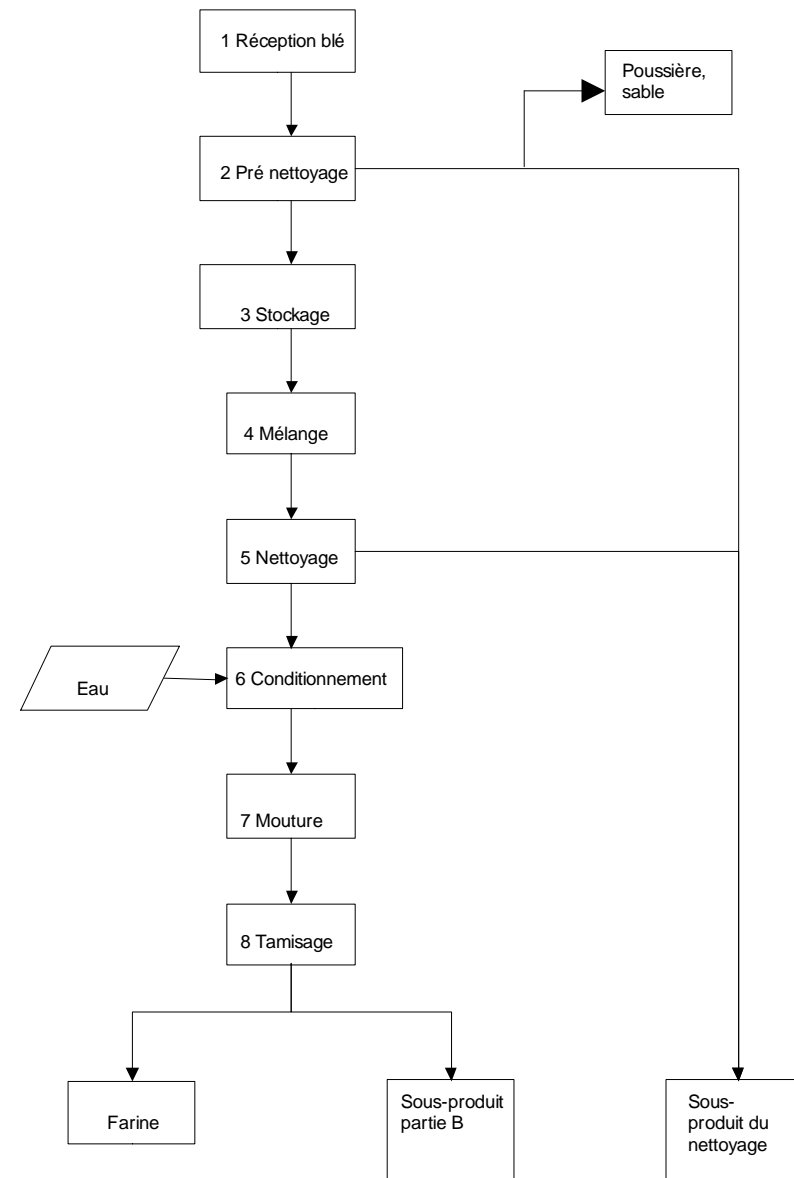 1 Réception blé
Poussière,
sable
2 Pré nettoyage
3 Stockage
4 Mélange
5 Nettoyage
Eau
6 Conditionnement
7 Mouture
8 Tamisage
Farine
Sous-produit
partie B
Sous-
produit du
nettoyage